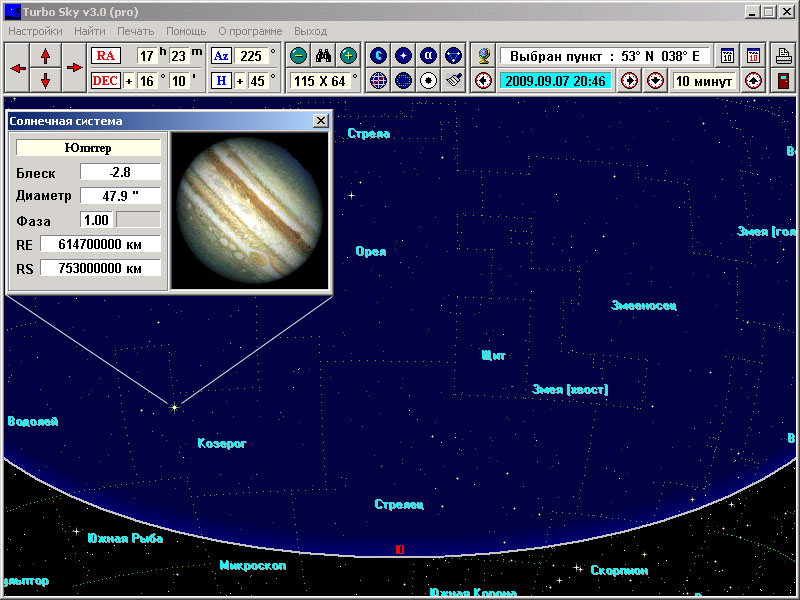 Turbo Sky v3.0 (pro)
Настройки Найти Печать Помощь О программе Выход
RA 17 h 23 m Az 225 ° Выбран пункт : 53° N 038° E
DEC + 16 ° 10 ' H + 45 ° 115 X 64 ° 2009.09.07 20:46 10 минут
Солнечная система
Юпитер
Блеск -2.8
Диаметр 47.9 "
Фаза 1.00
RE 614700000 км
RS 753000000 км
Стрела
Змея [гол
Орел
Змееносец
Щит
Змея [хвост]
Водолей
Козерог
Стрелец
Южная Рыба
Ю
Микроскоп
Скорпион
Южная Корона